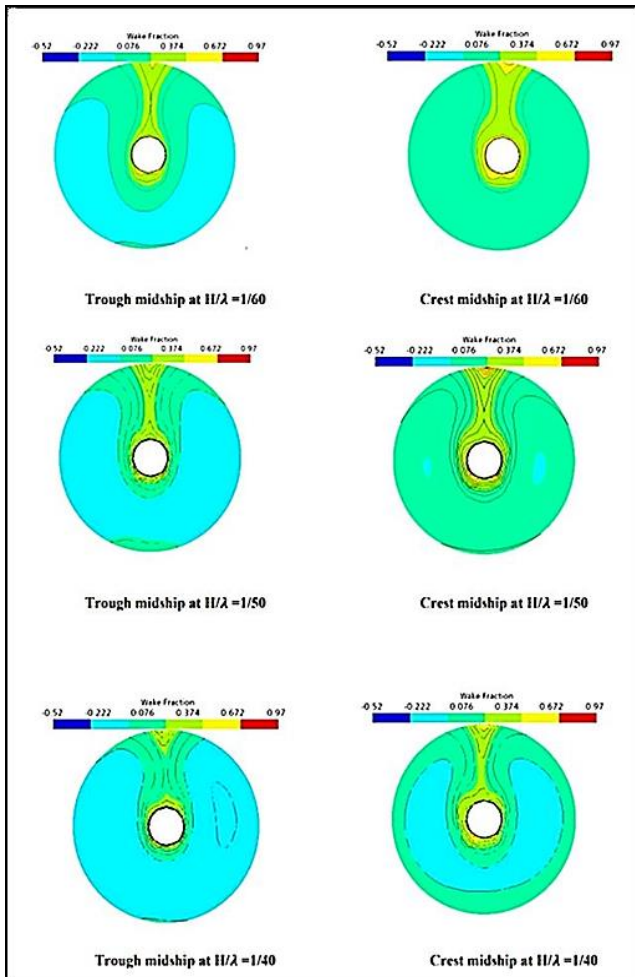 Wake Fraction
Wake Fraction
-0.52 -0.222 0.076 0.374 0.672 0.97
-0.52 -0.222 0.076 0.374 0.672 0.97
Trough midship at H/λ =1/60
Crest midship at H/λ =1/60
Wake Fraction
Wake Fraction
-0.52 -0.222 0.076 0.374 0.672 0.97
-0.52 -0.222 0.076 0.374 0.672 0.97
Trough midship at H/λ =1/50
Crest midship at H/λ =1/50
Wake Fraction
Wake Fraction
-0.52 -0.222 0.076 0.374 0.672 0.97
-0.52 -0.222 0.076 0.374 0.672 0.97
Trough midship at H/λ =1/40
Crest midship at H/λ =1/40